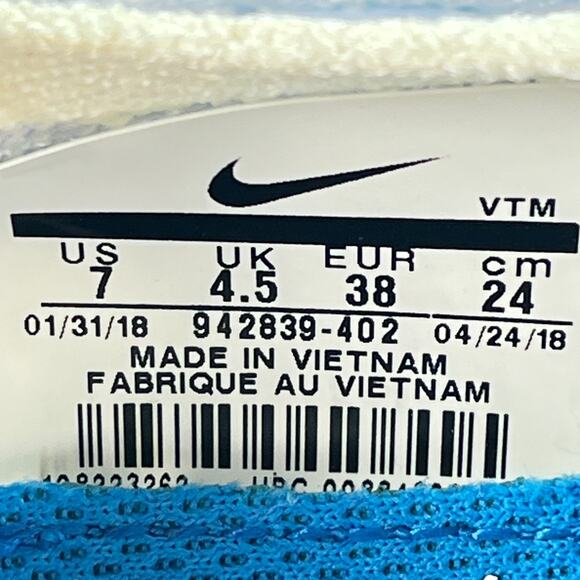 VTM
US UK EUR cm
7 4.5 38 24
01/31/18 942839-402 04/24/18
MADE IN VIETNAM
FABRIQUE AU VIETNAM
UPC